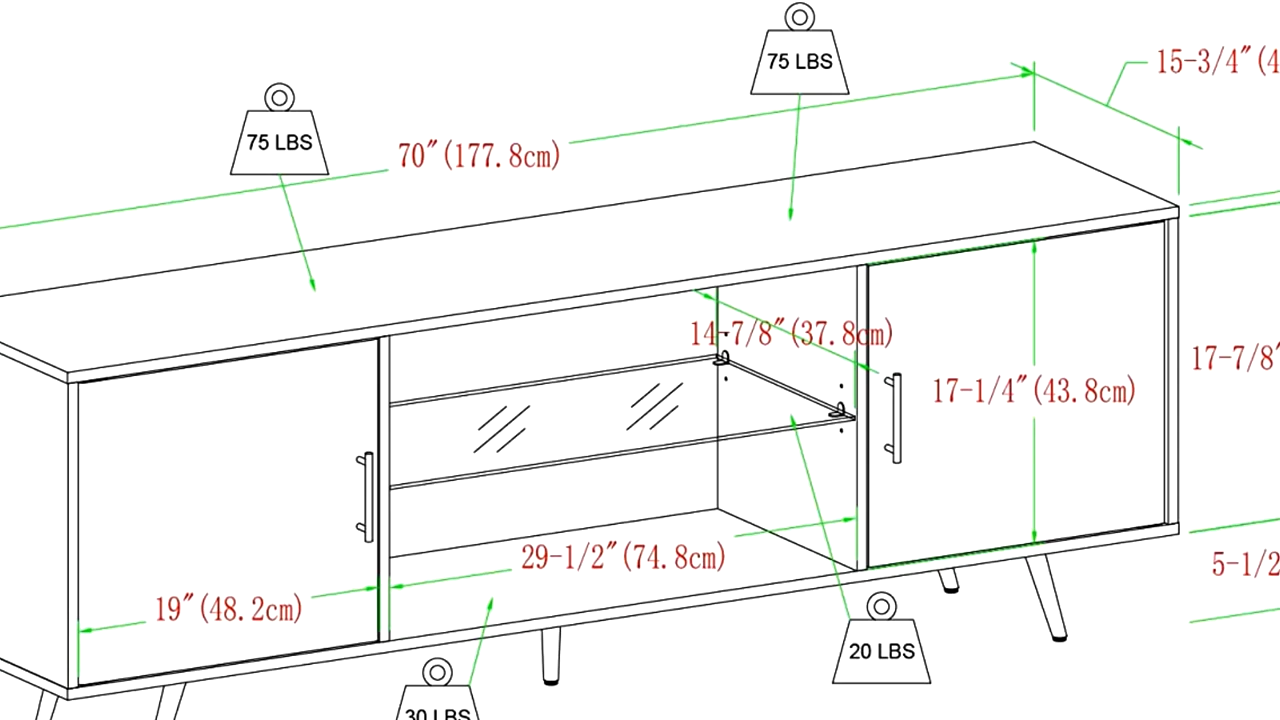 75 LBS
15-3/4″(4
75 LBS
70″(177.8cm)
14-7/8″(37.8cm)
17-7/8″
17-1/4″(43.8cm)
29-1/2″(74.8cm)
5-1/2
19″(48.2cm)
20 LBS
30 LBS